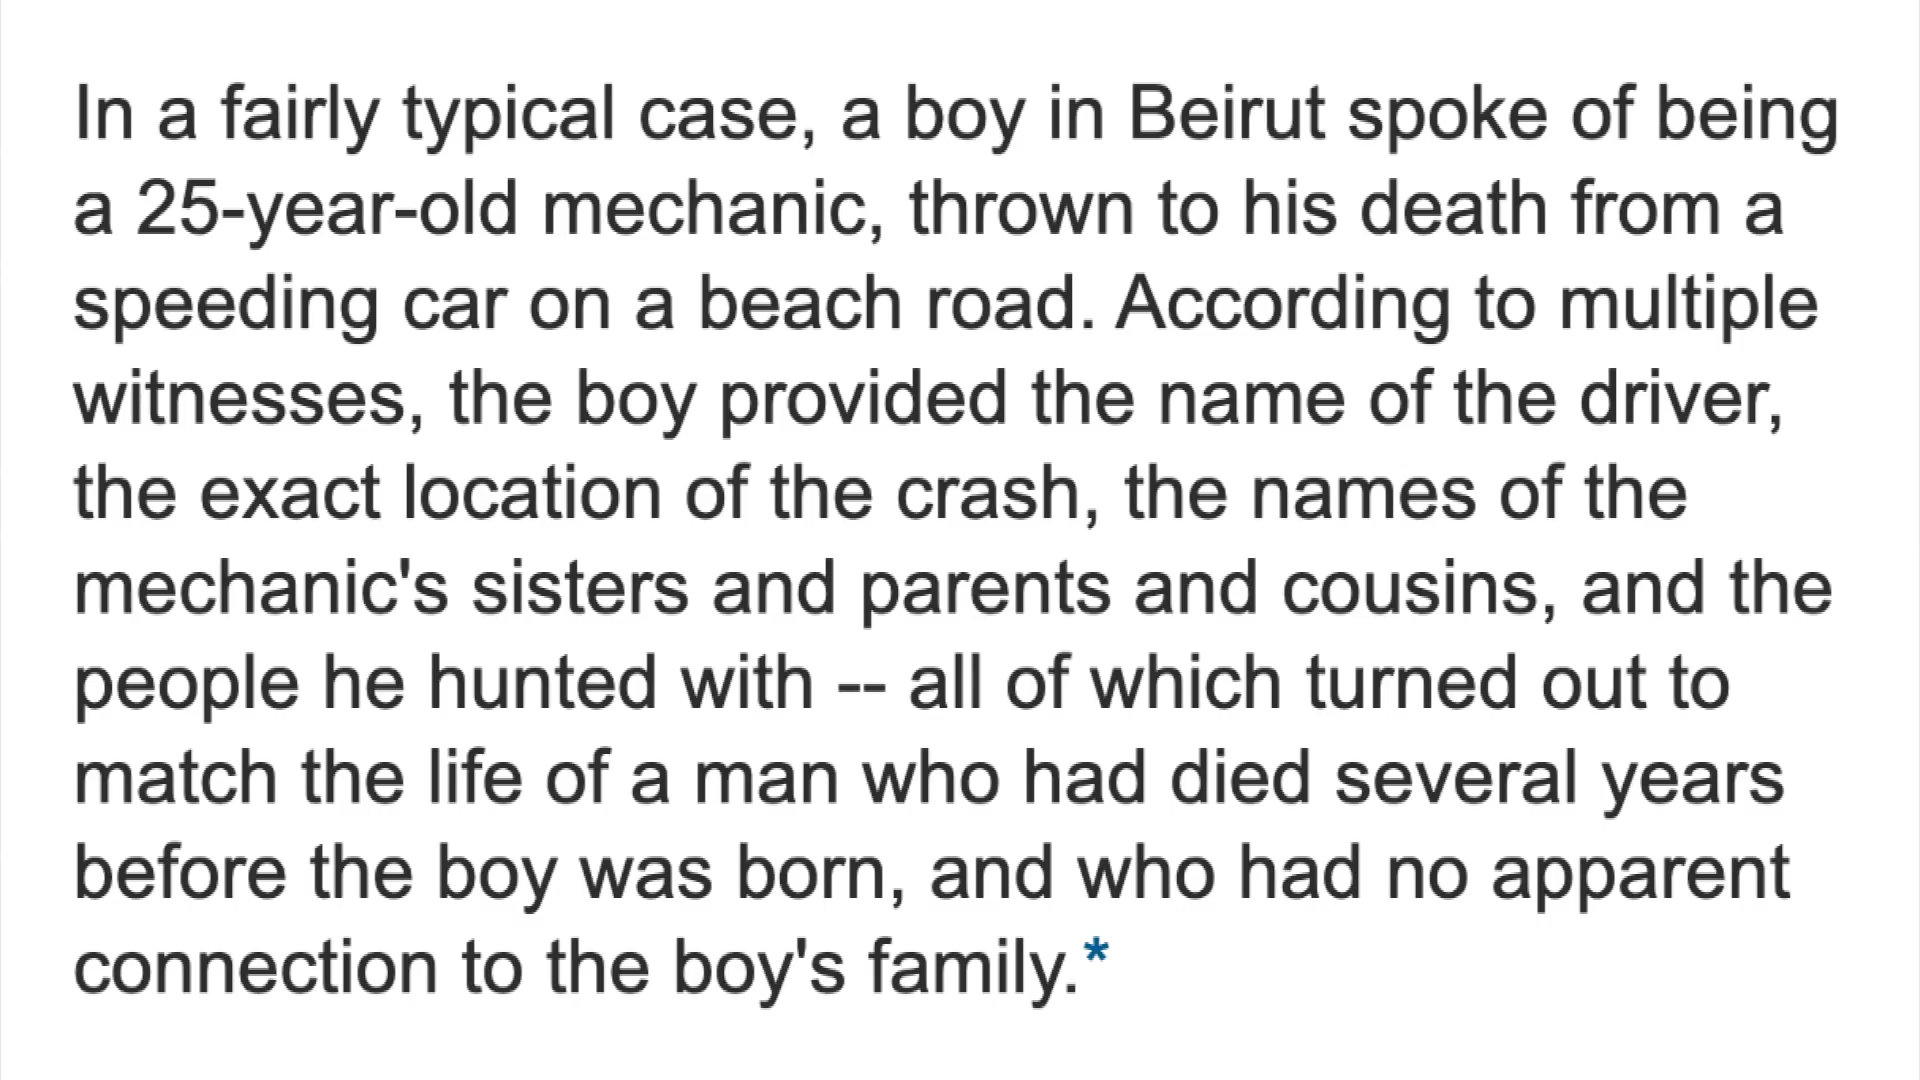 In a fairly typical case, a boy in Beirut spoke of being
a 25-year-old mechanic, thrown to his death from a
speeding car on a beach road. According to multiple
witnesses, the boy provided the name of the driver,
the exact location of the crash, the names of the
mechanic's sisters and parents and cousins, and the
people he hunted with -- all of which turned out to
match the life of a man who had died several years
before the boy was born, and who had no apparent
connection to the boy's family.*